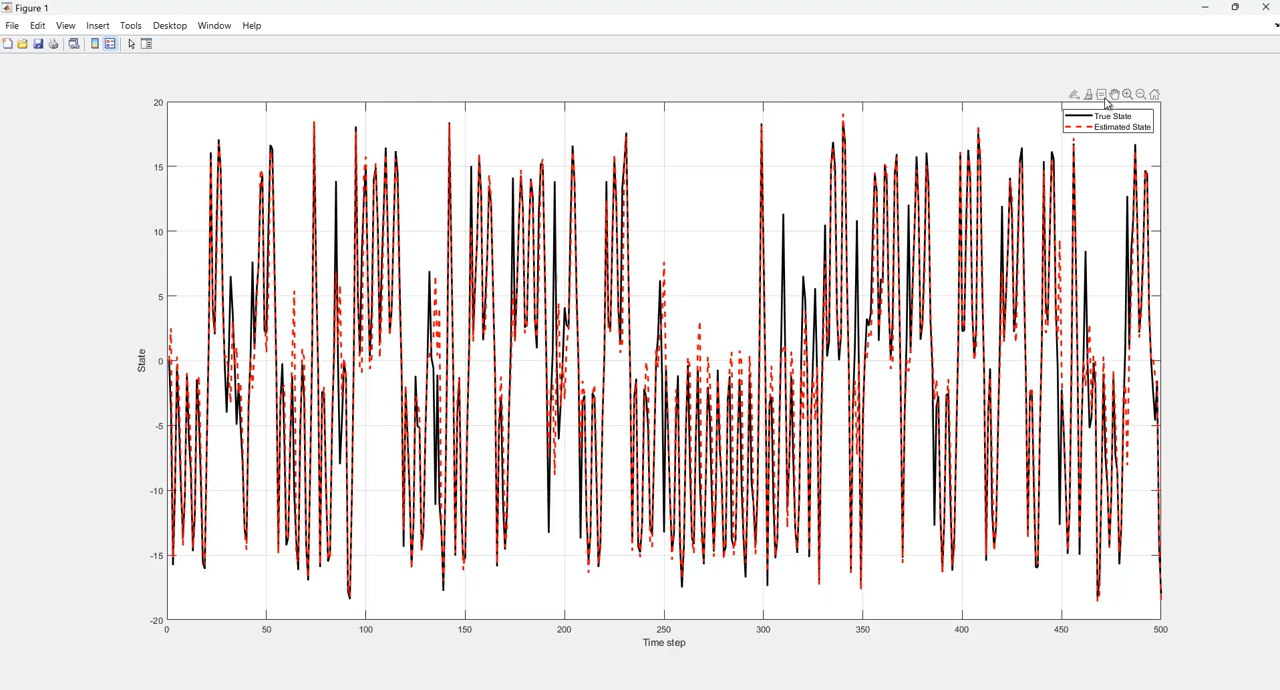 Figure 1
File Edit View Insert Tools Desktop Window Help
True State
Estimated State
20
15
10
5
0
-5
-10
-15
-20
State
0 50 100 150 200 250 300 350 400 450 500
Time step